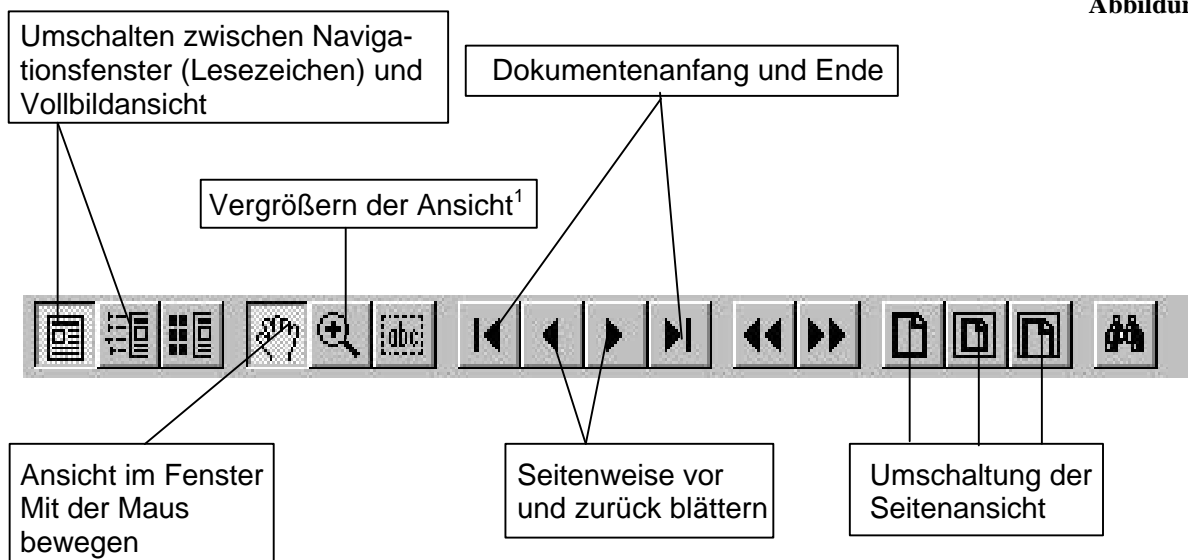 Abbildun
Umschalten zwischen Naviga-
tionsfenster (Lesezeichen) und
Vollbildansicht
Dokumentenanfang und Ende
Vergrößern der Ansicht¹
abc
Ansicht im Fenster
Mit der Maus
bewegen
Seitenweise vor
und zurück blättern
Umschaltung der
Seitenansicht